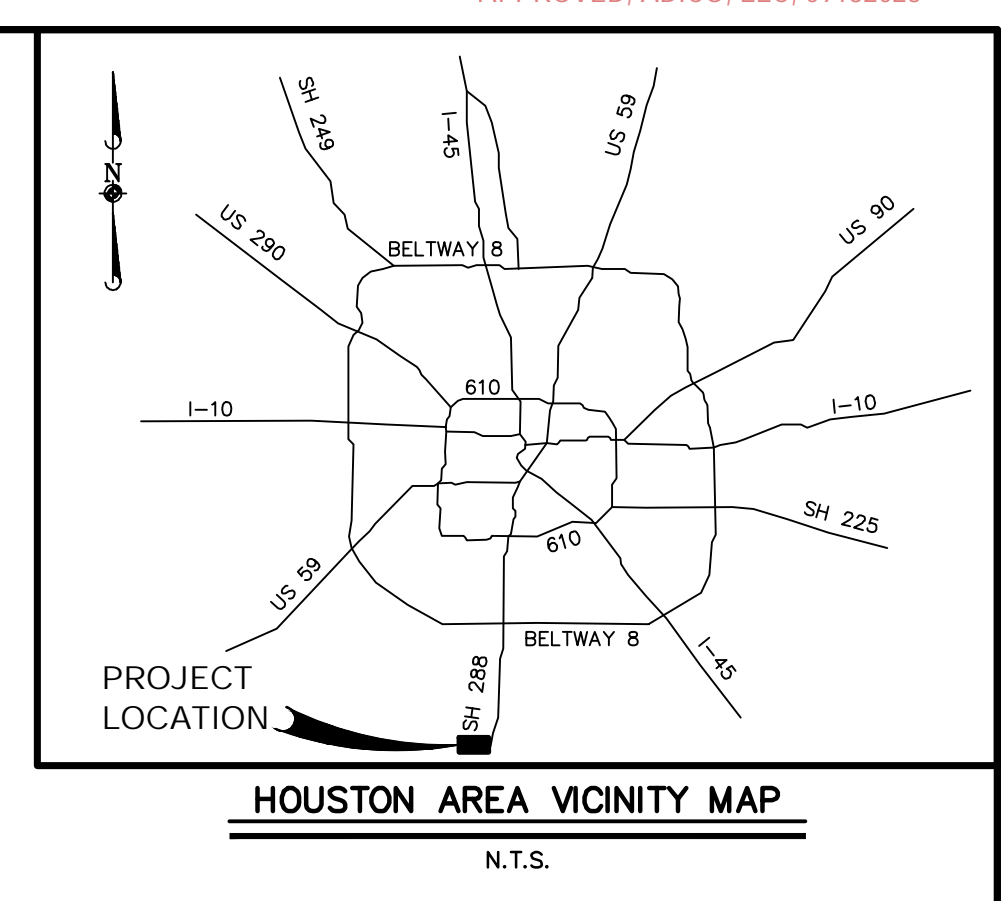 SH 249
I-45
US 59
N
US 290
US 90
BELTWAY 8
610
I-10
I-10
SH 225
610
US 59
BELTWAY 8
I-45
SH 288
PROJECT
LOCATION
HOUSTON AREA VICINITY MAP
N.T.S.